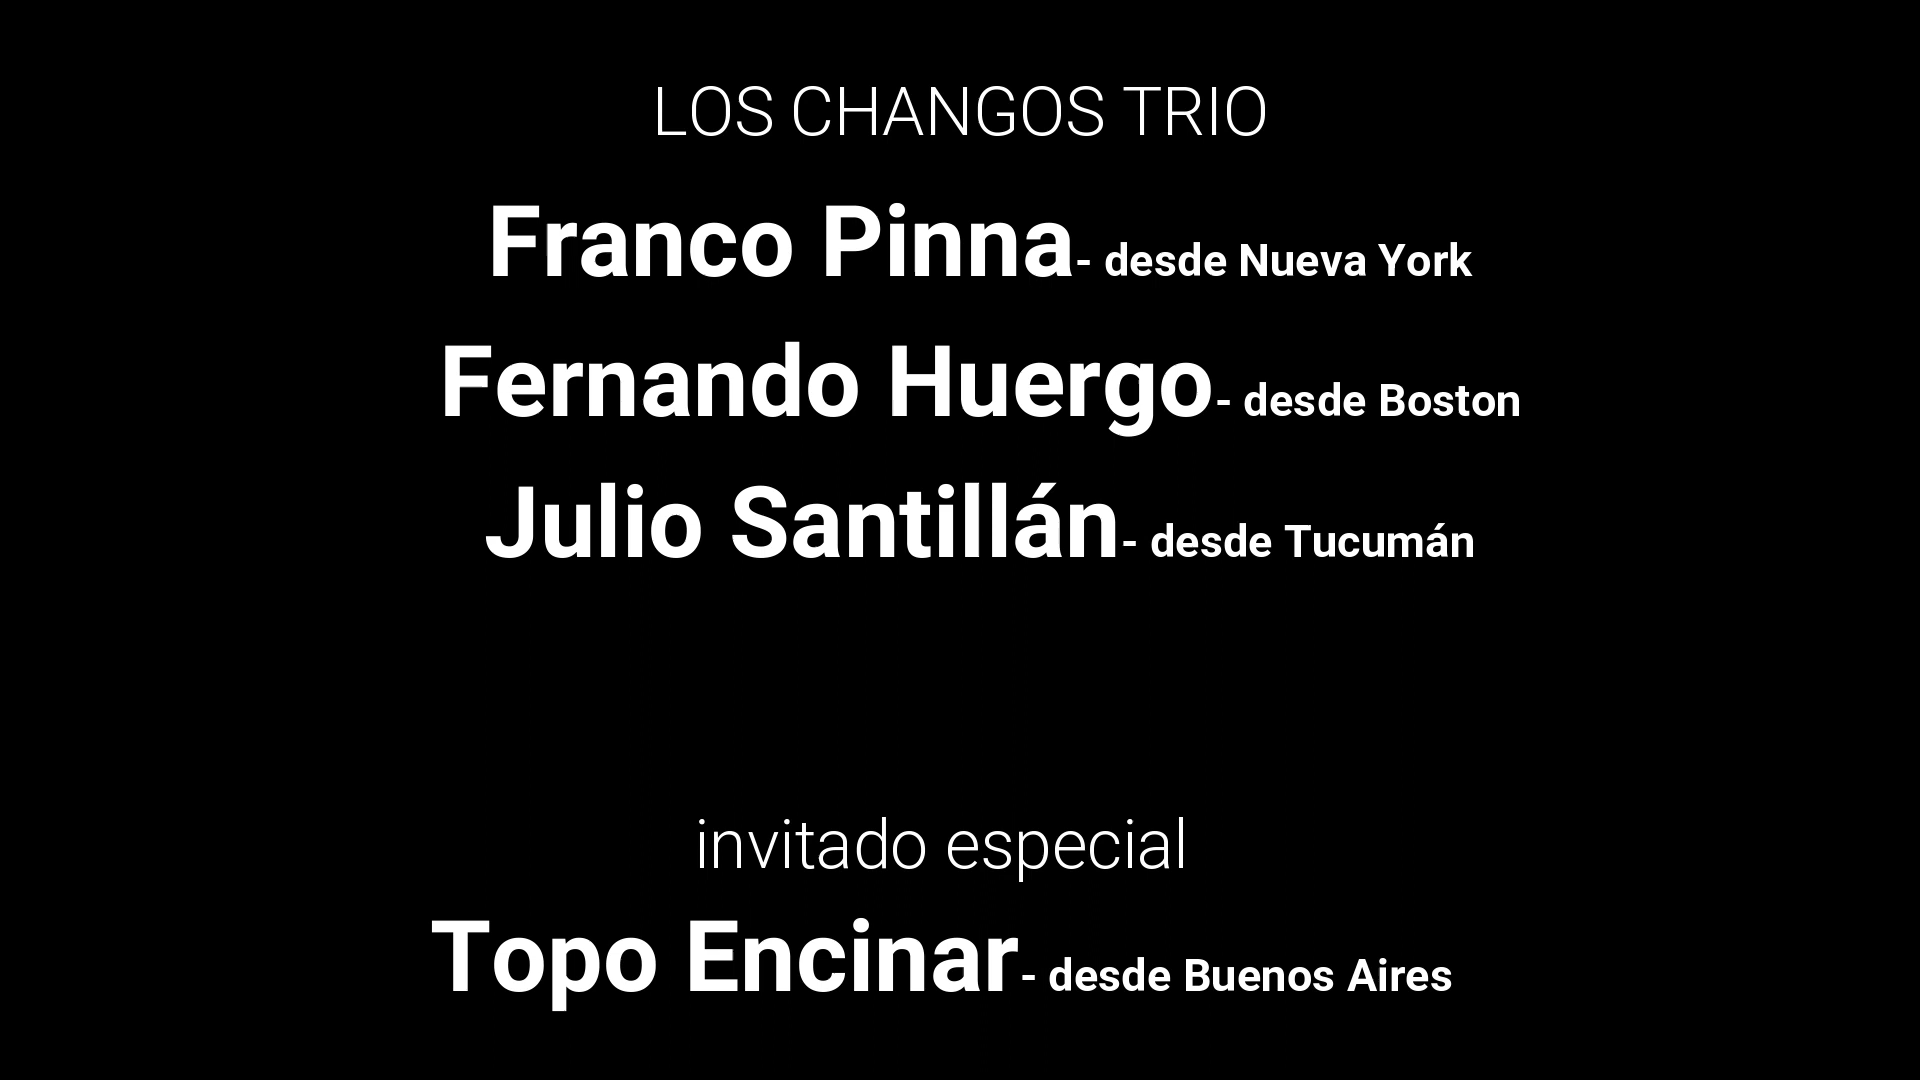 LOS CHANGOS TRIO
Franco Pinna- desde Nueva York
Fernando Huergo- desde Boston
Julio Santillán- desde Tucumán
invitado especial
Topo Encinar- desde Buenos Aires